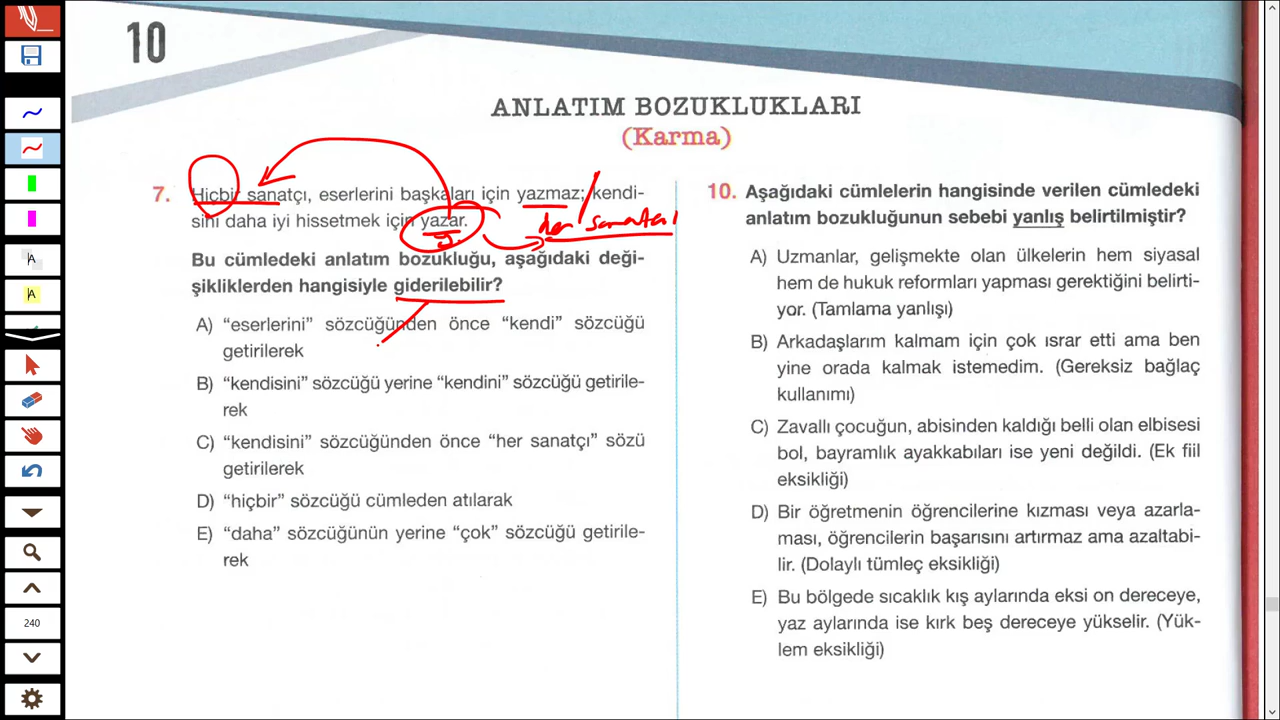 10
ANLATIM BOZUKLUKLARI
(Karma)
7. Hiçbir sanatçı, eserlerini başkaları için yazmaz; kendi-
sini daha iyi hissetmek için yazar.
her sanatçı
Bu cümledeki anlatım bozukluğu, aşağıdaki deği-
şikliklerden hangisiyle giderilebilir?
A) “eserlerini” sözcüğünden önce “kendi” sözcüğü
getirilerek
B) “kendisini” sözcüğü yerine “kendini” sözcüğü getirile-
rek
C) “kendisini” sözcüğünden önce “her sanatçı” sözü
getirilerek
D) “hiçbir” sözcüğü cümleden atılarak
E) “daha” sözcüğünün yerine “çok” sözcüğü getirile-
rek
10. Aşağıdaki cümlelerin hangisinde verilen cümledeki
anlatım bozukluğunun sebebi yanlış belirtilmiştir?
A) Uzmanlar, gelişmekte olan ülkelerin hem siyasal
hem de hukuk reformları yapması gerektiğini belirti-
yor. (Tamlama yanlışı)
B) Arkadaşlarım kalmam için çok ısrar etti ama ben
yine orada kalmak istemedim. (Gereksiz bağlaç
kullanımı)
C) Zavallı çocuğun, abisinden kaldığı belli olan elbisesi
bol, bayramlık ayakkabıları ise yeni değildi. (Ek fiil
eksikliği)
D) Bir öğretmenin öğrencilerine kızması veya azarla-
ması, öğrencilerin başarısını artırmaz ama azaltabi-
lir. (Dolaylı tümleç eksikliği)
E) Bu bölgede sıcaklık kış aylarında eksi on dereceye,
yaz aylarında ise kırk beş dereceye yükselir. (Yük-
lem eksikliği)
A
A
240